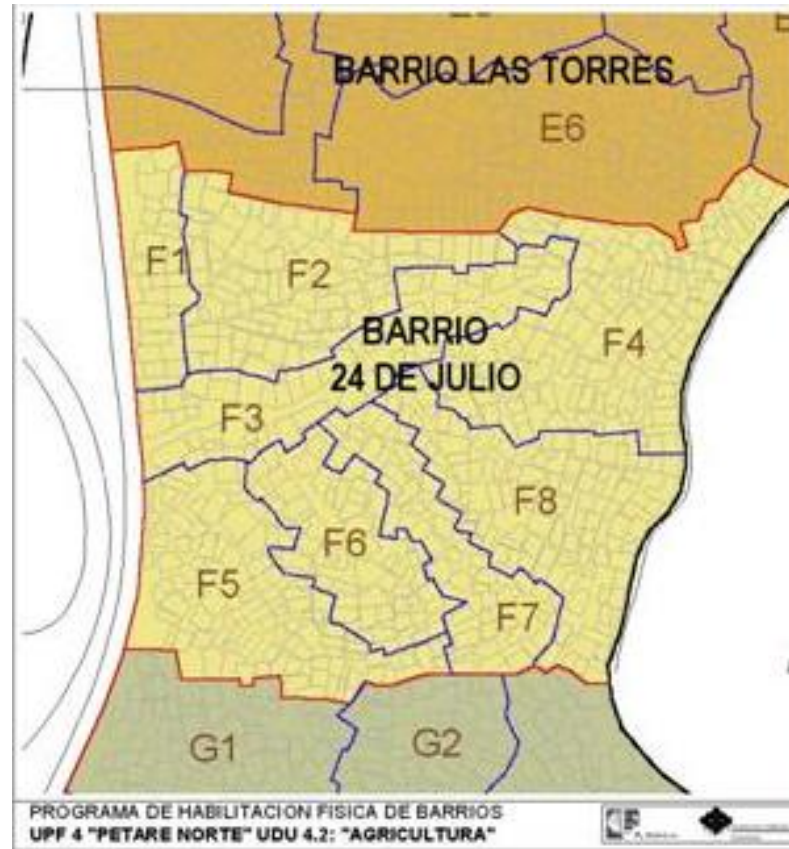 BARRIO LAS TORRES
E6
F1
F2
BARRIO
24 DE JULIO
F4
F3
F8
F6
F5
F7
G1
G2
PROGRAMA DE HABILITACION FISICA DE BARRIOS
UPF 4 "PETARE NORTE" UDU 4.2: "AGRICULTURA"